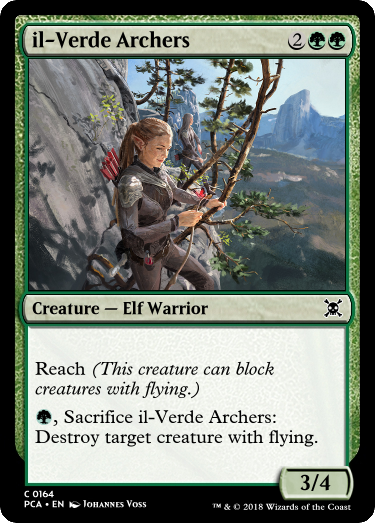 il-Verde Archers 2
Creature — Elf Warrior
Reach (This creature can block
creatures with flying.)
, Sacrifice il-Verde Archers:
Destroy target creature with flying.
3/4
C 0164
PCA • EN Johannes Voss
™ & © 2018 Wizards of the Coast